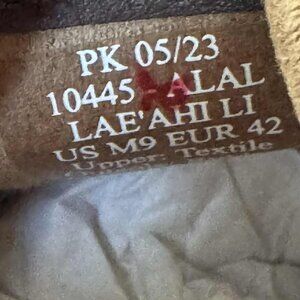 PK 05/23
10445 - ALAL
LAE'AHI LI
US M9 EUR 42
Upper: Textile